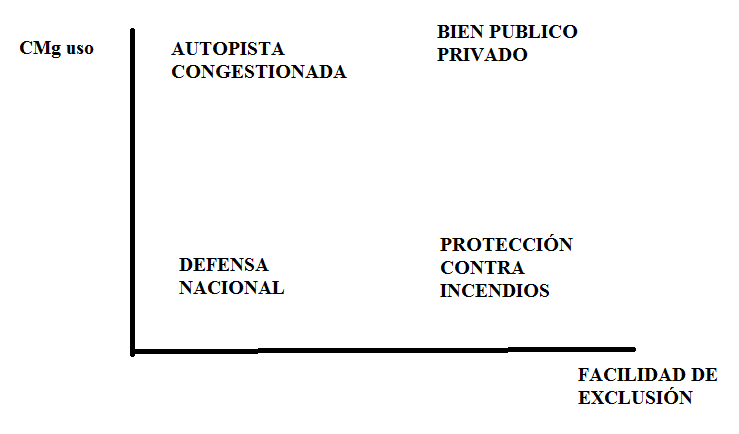 CMg uso
AUTOPISTA
CONGESTIONADA
BIEN PUBLICO
PRIVADO
DEFENSA
NACIONAL
PROTECCIÓN
CONTRA
INCENDIOS
FACILIDAD DE
EXCLUSIÓN